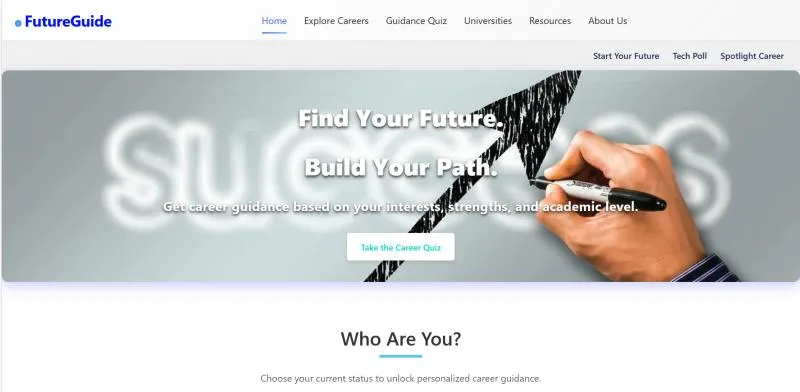 FutureGuide
Home Explore Careers Guidance Quiz Universities Resources About Us
Start Your Future Tech Poll Spotlight Career
success
Find Your Future.
Build Your Path.
Get career guidance based on your interests, strengths, and academic level.
Take the Career Quiz
Who Are You?
Choose your current status to unlock personalized career guidance.